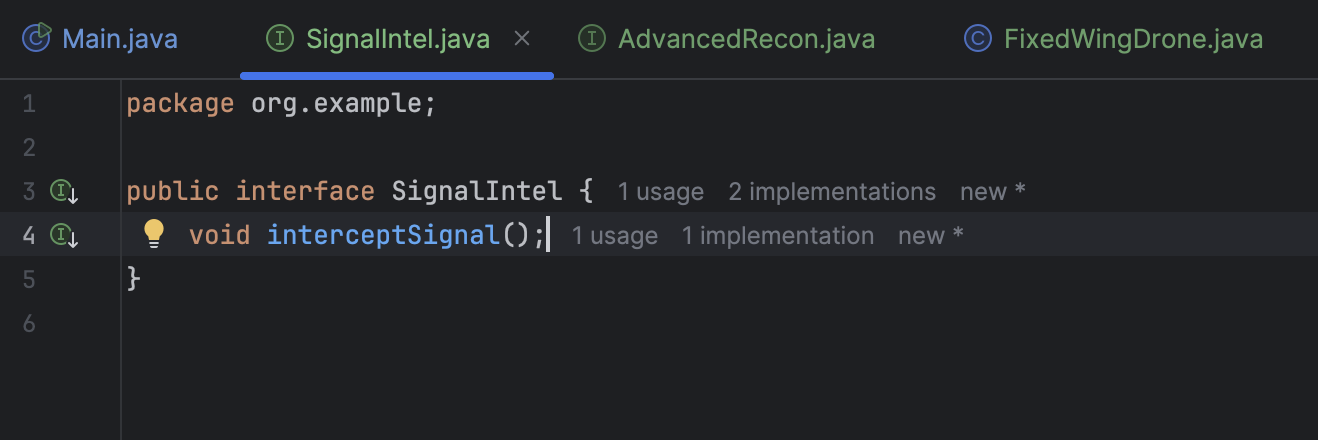 Main.java SignalIntel.java AdvancedRecon.java FixedWingDrone.java
1 package org.example;
2
3 public interface SignalIntel { 1 usage 2 implementations new *
4 void interceptSignal(); 1 usage 1 implementation new *
5 }
6